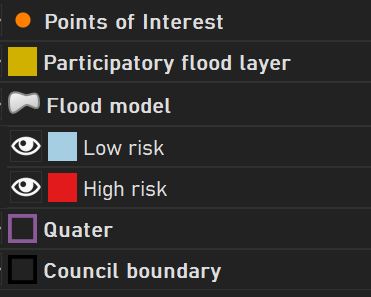 Points of Interest
Participatory flood layer
Flood model
Low risk
High risk
Quater
Council boundary